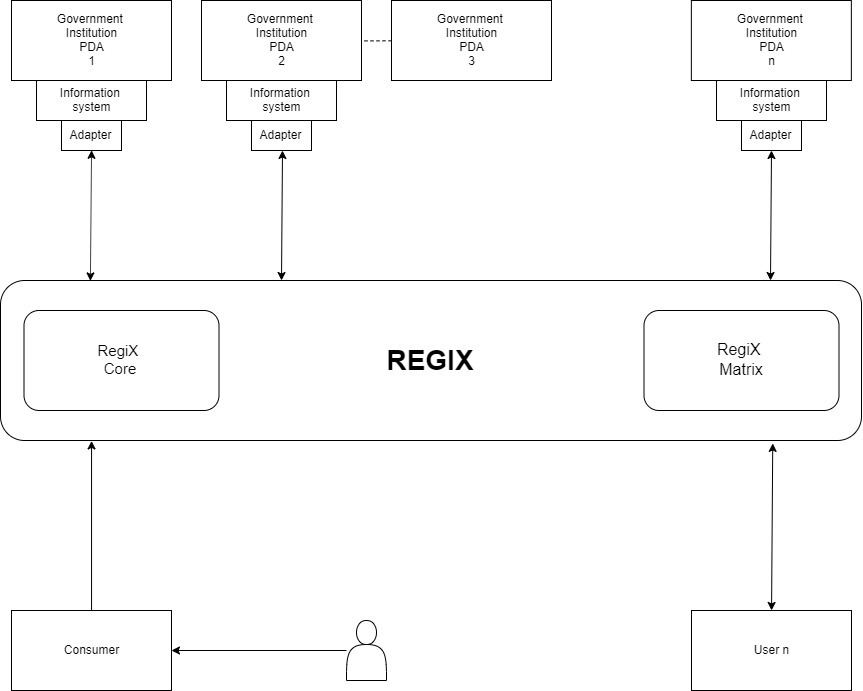 Government
Institution
PDA
1
Government
Institution
PDA
2
Government
Institution
PDA
3
Government
Institution
PDA
n
Information
system
Information
system
Information
system
Adapter
Adapter
Adapter
RegiX
Core
REGIX
RegiX
Matrix
Consumer
User n